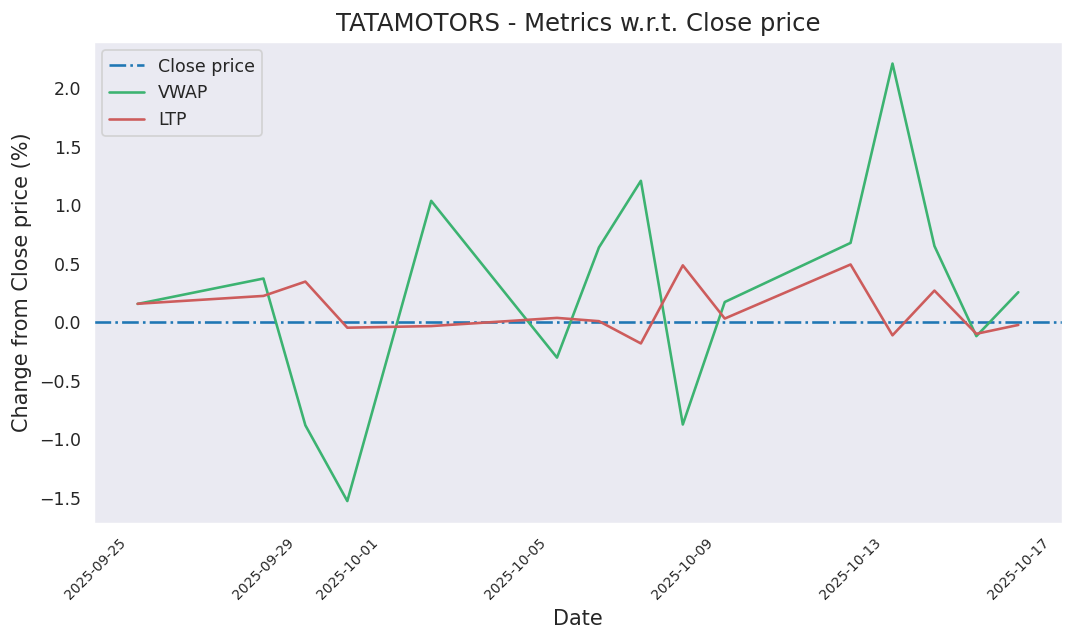 TATAMOTORS - Metrics w.r.t. Close price
Close price
VWAP
LTP
Change from Close price (%)
2.0
1.5
1.0
0.5
0.0
−0.5
−1.0
−1.5
2025-09-25
2025-09-29
2025-10-01
2025-10-05
2025-10-09
2025-10-13
2025-10-17
Date